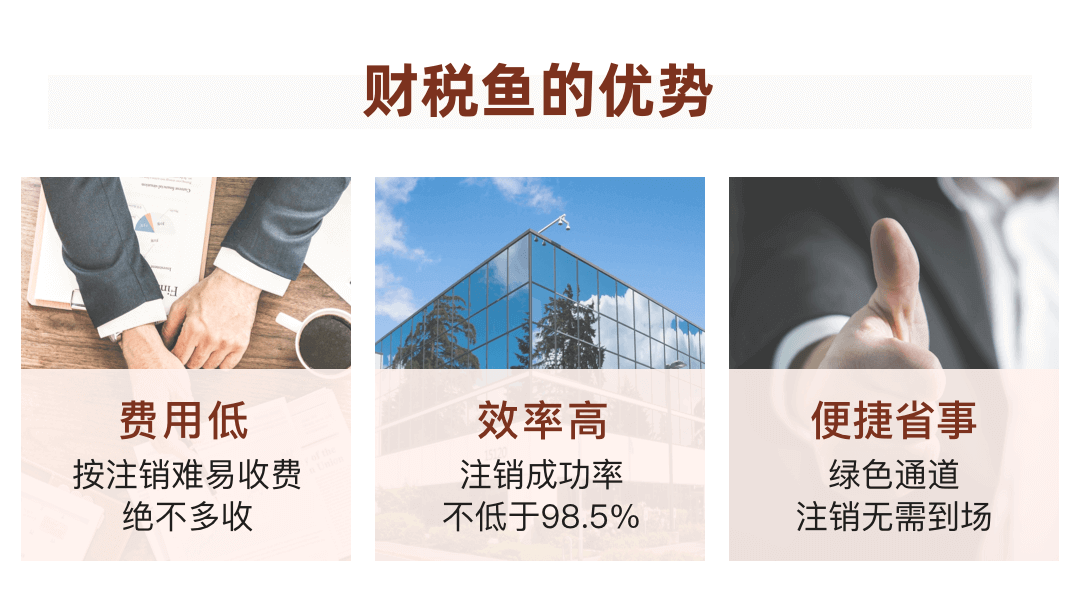 财税鱼的优势
费用低
按注销难易收费
绝不多收
效率高
注销成功率
不低于98.5%
便捷省事
绿色通道
注销无需到场